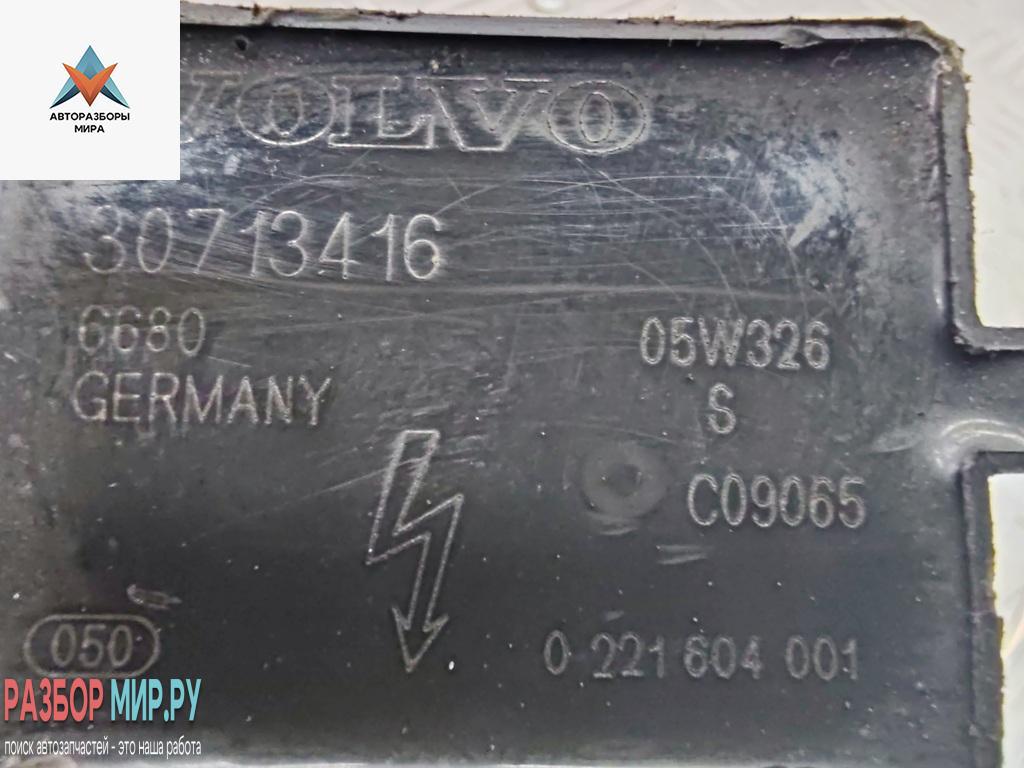 АВТОРАЗБОРЫ
МИРА
VOLVO
30713416
6680
GERMANY
05W326
S
C09065
050
0 221 604 001
РАЗБОР МИР.РУ
поиск автозапчастей - это наша работа